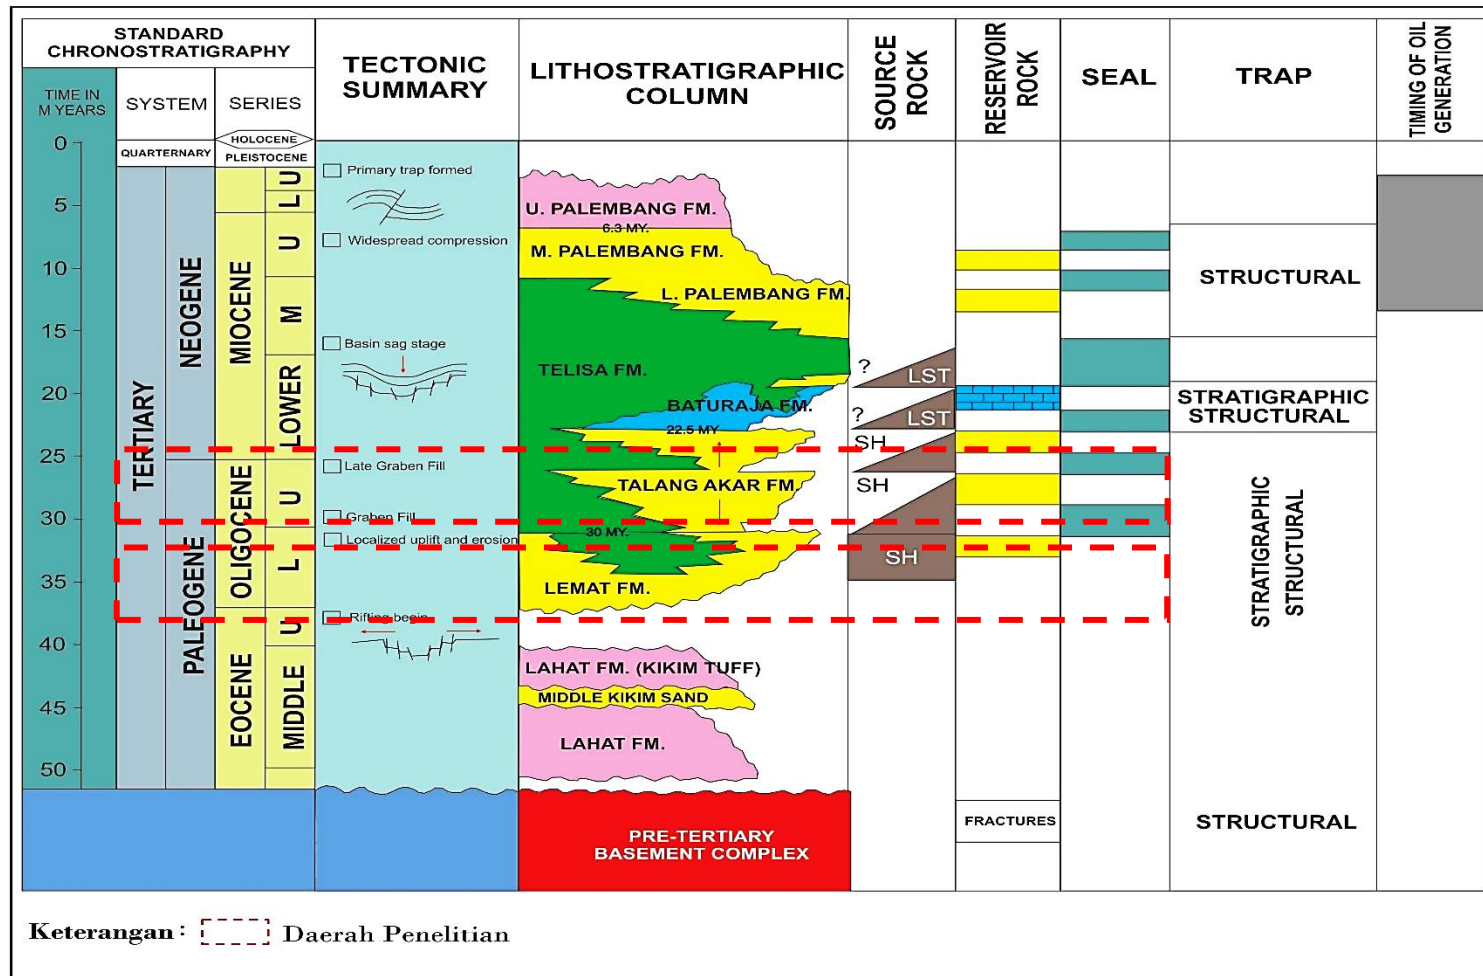 STANDARD
CHRONOSTRATIGRAPHY
TECTONIC
SUMMARY
LITHOSTRATIGRAPHIC
COLUMN
SOURCE
ROCK
RESERVOIR
ROCK
SEAL
TRAP
TIMING OF OIL
GENERATION
TIME IN
M YEARS
SYSTEM
SERIES
0
5
10
15
20
25
30
35
40
45
50
QUARTERNARY
TERTIARY
NEOGENE
PALEOGENE
HOLOCENE
PLEISTOCENE
MIOCENE
OLIGOCENE
EOCENE
U
L
U
M
LOWER
U
L
U
MIDDLE
Primary trap formed
Widespread compression
Basin sag stage
Late Graben Fill
Graben Fill
Localized uplift and erosion
Rifting begin
U. PALEMBANG FM.
6.3 MY.
M. PALEMBANG FM.
L. PALEMBANG FM.
TELISA FM.
BATURAJA FM.
22.5 MY
TALANG AKAR FM.
30 MY.
LEMAT FM.
LAHAT FM. (KIKIM TUFF)
MIDDLE KIKIM SAND
LAHAT FM.
PRE-TERTIARY
BASEMENT COMPLEX
?
LST
?
LST
SH
SH
SH
FRACTURES
STRUCTURAL
STRATIGRAPHIC
STRUCTURAL
STRATIGRAPHIC
STRUCTURAL
STRUCTURAL
Keterangan :
Daerah Penelitian